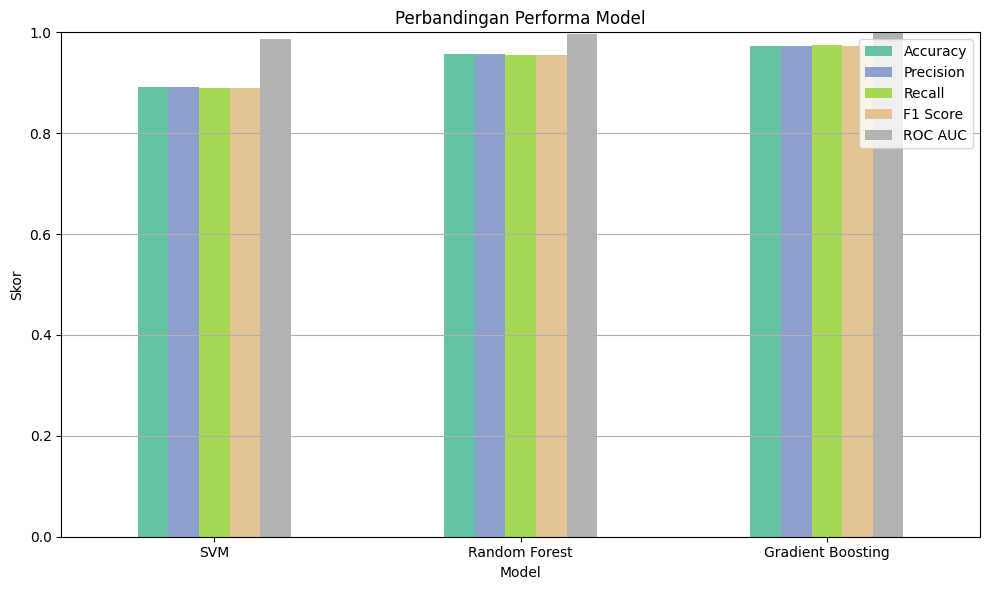 Perbandingan Performa Model
1.0
0.8
0.6
0.4
0.2
0.0
Skor
Accuracy
Precision
Recall
F1 Score
ROC AUC
SVM
Random Forest
Gradient Boosting
Model